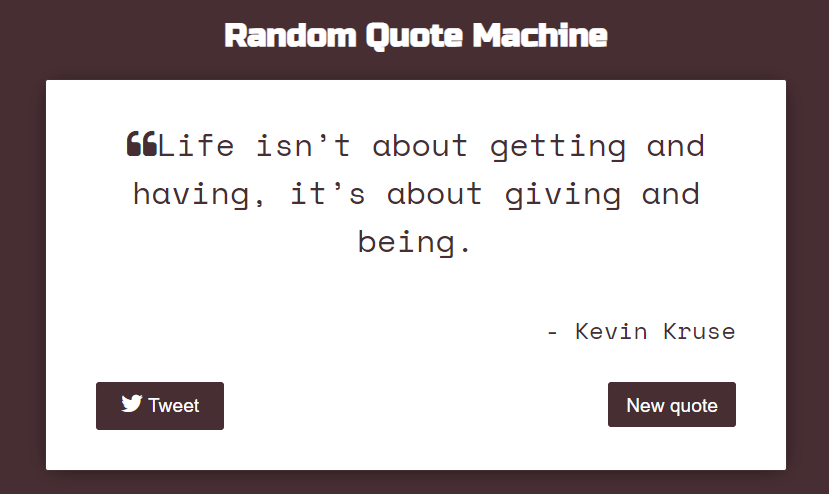 Random Quote Machine
❝Life isn’t about getting and
having, it’s about giving and
being.
- Kevin Kruse
Tweet
New quote